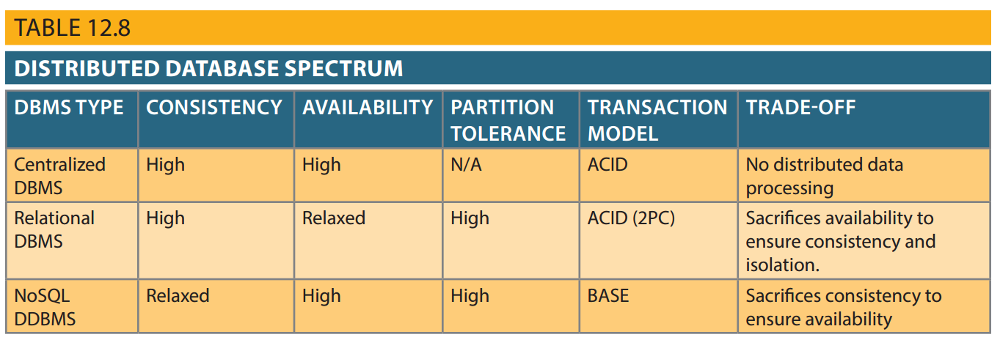 TABLE 12.8
DISTRIBUTED DATABASE SPECTRUM
DBMS TYPE CONSISTENCY AVAILABILITY PARTITION TOLERANCE TRANSACTION MODEL TRADE-OFF
Centralized DBMS High High N/A ACID No distributed data processing
Relational DBMS High Relaxed High ACID (2PC) Sacrifices availability to ensure consistency and isolation.
NoSQL DDBMS Relaxed High High BASE Sacrifices consistency to ensure availability